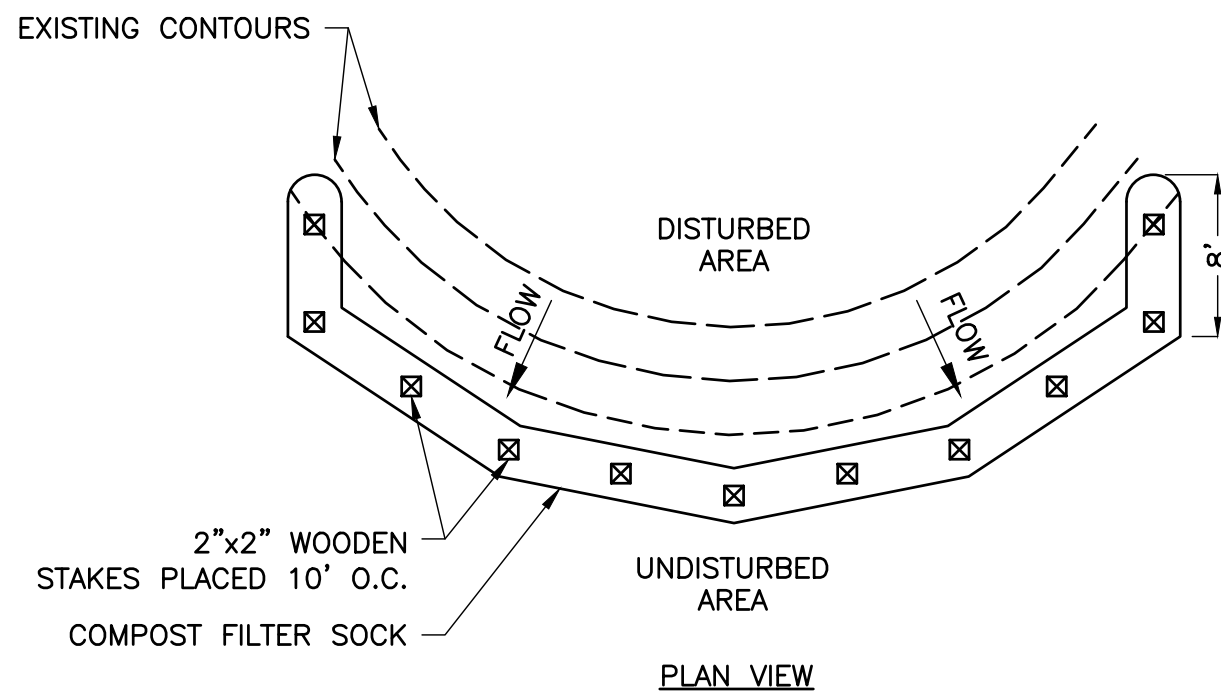 EXISTING CONTOURS
DISTURBED
AREA
8'
FLOW
FLOW
2"x2" WOODEN
STAKES PLACED 10' O.C.
UNDISTURBED
AREA
COMPOST FILTER SOCK
PLAN VIEW